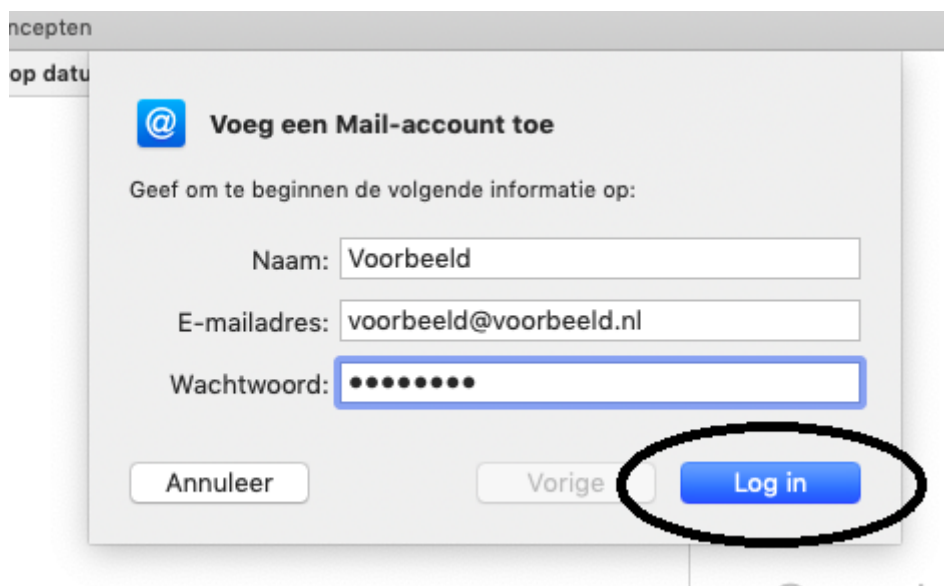 ncepten
op datu
@ Voeg een Mail-account toe
Geef om te beginnen de volgende informatie op:
Naam: Voorbeeld
E-mailadres: voorbeeld@voorbeeld.nl
Wachtwoord: ••••••••
Annuleer Vorige Log in